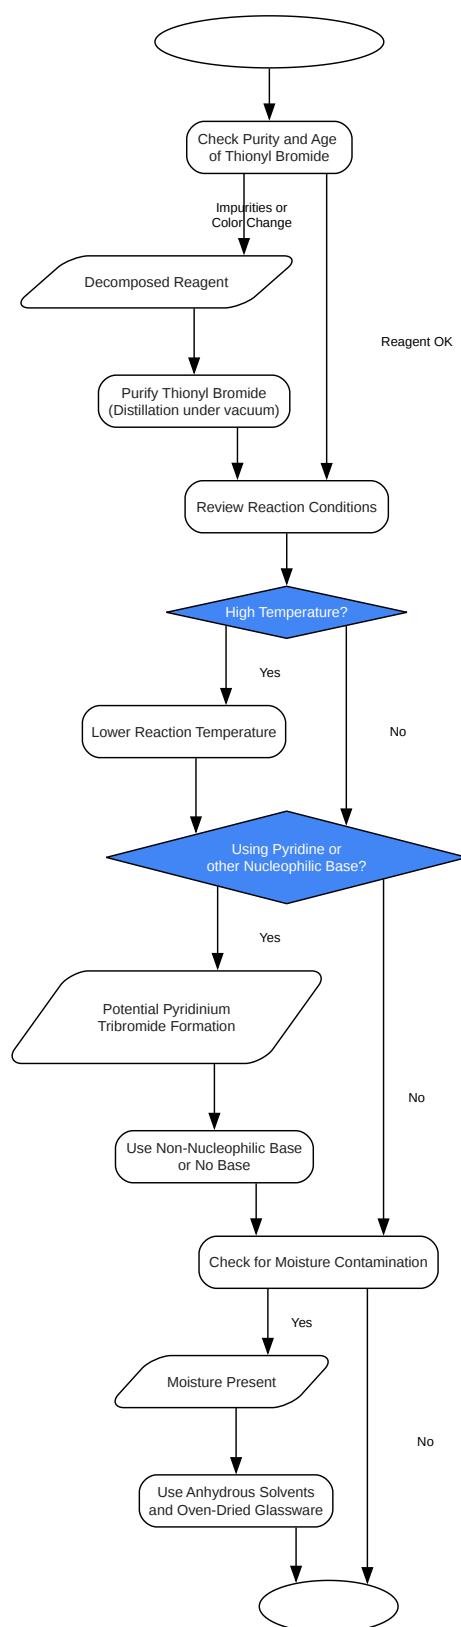 Check Purity and Age
of Thionyl Bromide
Impurities or
Color Change
Decomposed Reagent
Reagent OK
Purify Thionyl Bromide
(Distillation under vacuum)
Review Reaction Conditions
High Temperature?
Yes
Lower Reaction Temperature
No
Using Pyridine or
other Nucleophilic Base?
Yes
Potential Pyridinium
Tribromide Formation
No
Use Non-Nucleophilic Base
or No Base
Check for Moisture Contamination
Yes
Moisture Present
No
Use Anhydrous Solvents
and Oven-Dried Glassware